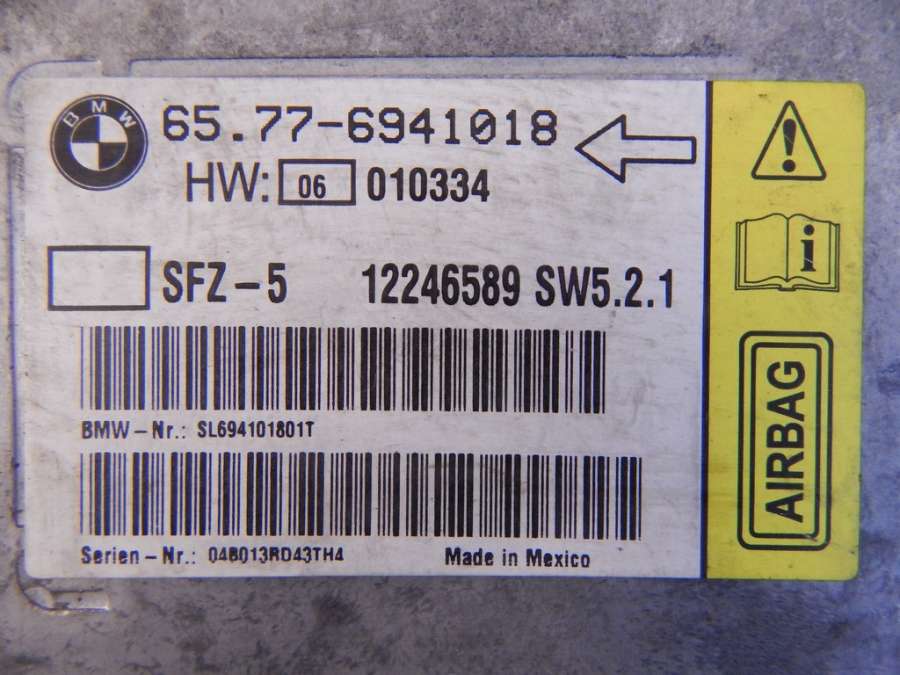 BMW
65.77-6941018
HW: 06 010334
SFZ-5 12246589 SW5.2.1
BMW-Nr.: SL694101801T
Serien-Nr.: 04B013RD43TH4 Made in Mexico
i
AIRBAG